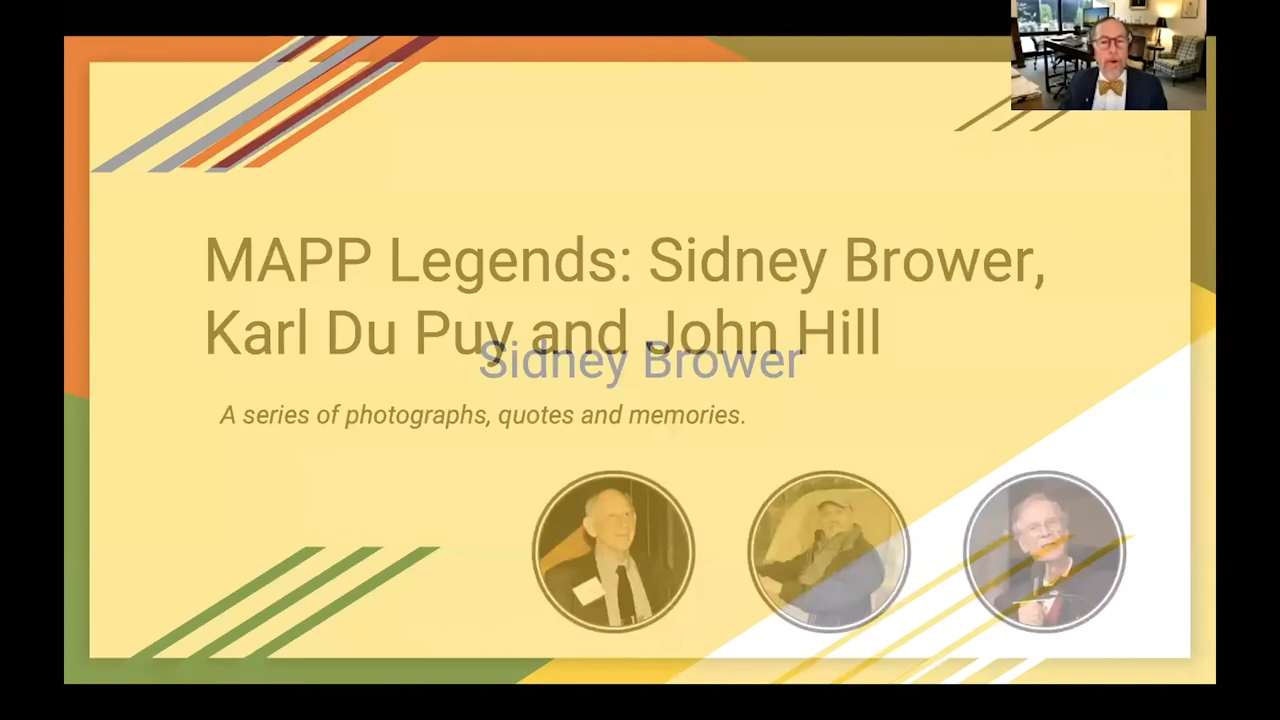 MAPP Legends: Sidney Brower,
Karl Du Puy and John Hill
Sidney Brower
A series of photographs, quotes and memories.